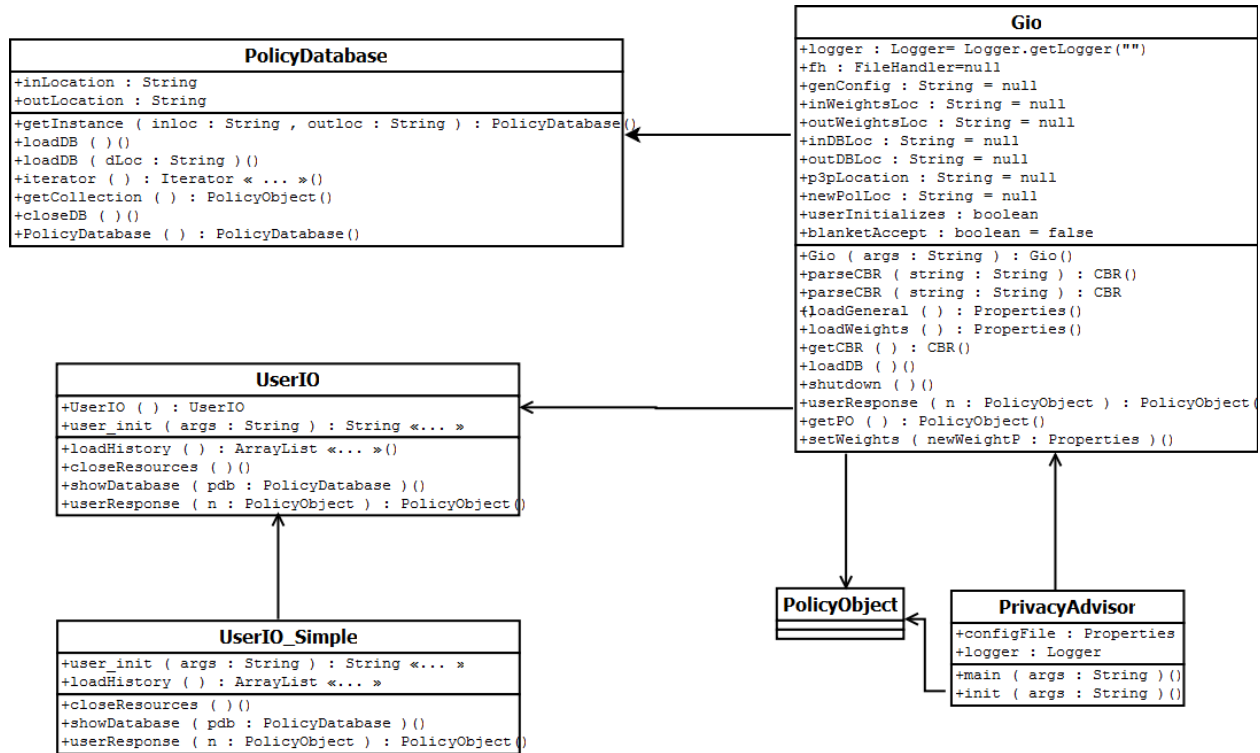 PolicyDatabase
+inLocation : String
+outLocation : String
+getInstance ( inloc : String , outloc : String ) : PolicyDatabase()
+loadDB ( )()
+loadDB ( dLoc : String )()
+iterator ( ) : Iterator « ... »()
+getCollection ( ) : PolicyObject()
+closeDB ( )()
+PolicyDatabase ( ) : PolicyDatabase()
Gio
+logger : Logger= Logger.getLogger("")
+fh : FileHandler=null
+genConfig : String = null
+inWeightsLoc : String = null
+outWeightsLoc : String = null
+inDBLoc : String = null
+outDBLoc : String = null
+p3pLocation : String = null
+newPolLoc : String = null
+userInitializes : boolean
+blanketAccept : boolean = false
+Gio ( args : String ) : Gio()
+parseCBR ( string : String ) : CBR()
+parseCBR ( string : String ) : CBR
+loadGeneral ( ) : Properties()
+loadWeights ( ) : Properties()
+getCBR ( ) : CBR()
+loadDB ( )()
+shutdown ( )()
+userResponse ( n : PolicyObject ) : PolicyObject(
+getPO ( ) : PolicyObject()
+setWeights ( newWeightP : Properties )()
UserIO
+UserIO ( ) : UserIO
+user_init ( args : String ) : String «... »
+loadHistory ( ) : ArrayList «... »()
+closeResources ( )()
+showDatabase ( pdb : PolicyDatabase )()
+userResponse ( n : PolicyObject ) : PolicyObject()
UserIO_Simple
+user_init ( args : String ) : String «... »
+loadHistory ( ) : ArrayList «... »
+closeResources ( )()
+showDatabase ( pdb : PolicyDatabase )()
+userResponse ( n : PolicyObject ) : PolicyObject()
PolicyObject
PrivacyAdvisor
+configFile : Properties
+logger : Logger
+main ( args : String )()
+init ( args : String )()